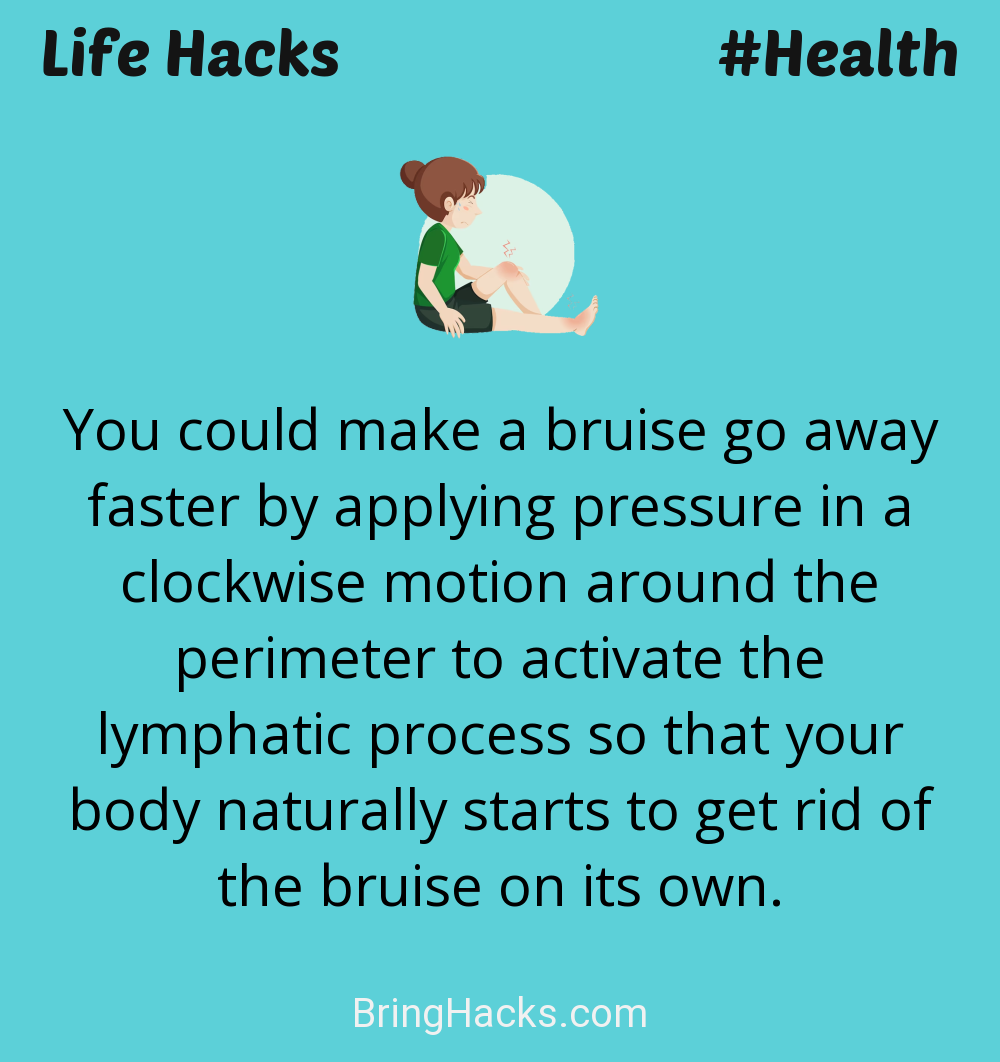 Life Hacks
#Health
You could make a bruise go away
faster by applying pressure in a
clockwise motion around the
perimeter to activate the
lymphatic process so that your
body naturally starts to get rid of
the bruise on its own.
BringHacks.com